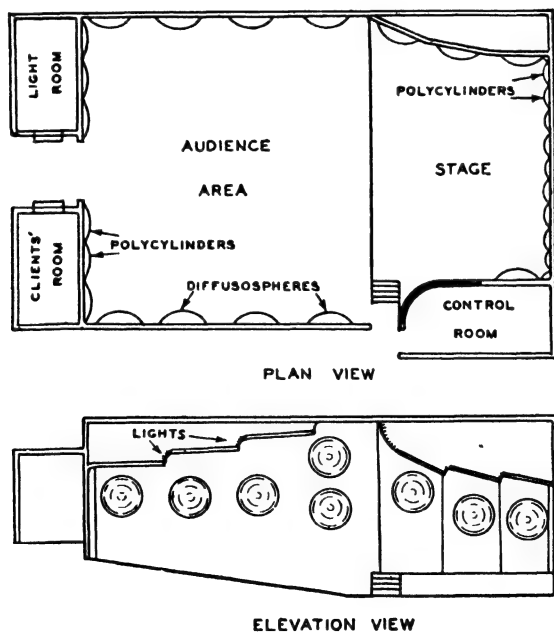 LIGHT
ROOM
POLYCYLINDERS
AUDIENCE
AREA
STAGE
CLIENTS'
ROOM
POLYCYLINDERS
DIFFUSOSPHERES
CONTROL
ROOM
PLAN VIEW
LIGHTS
ELEVATION VIEW